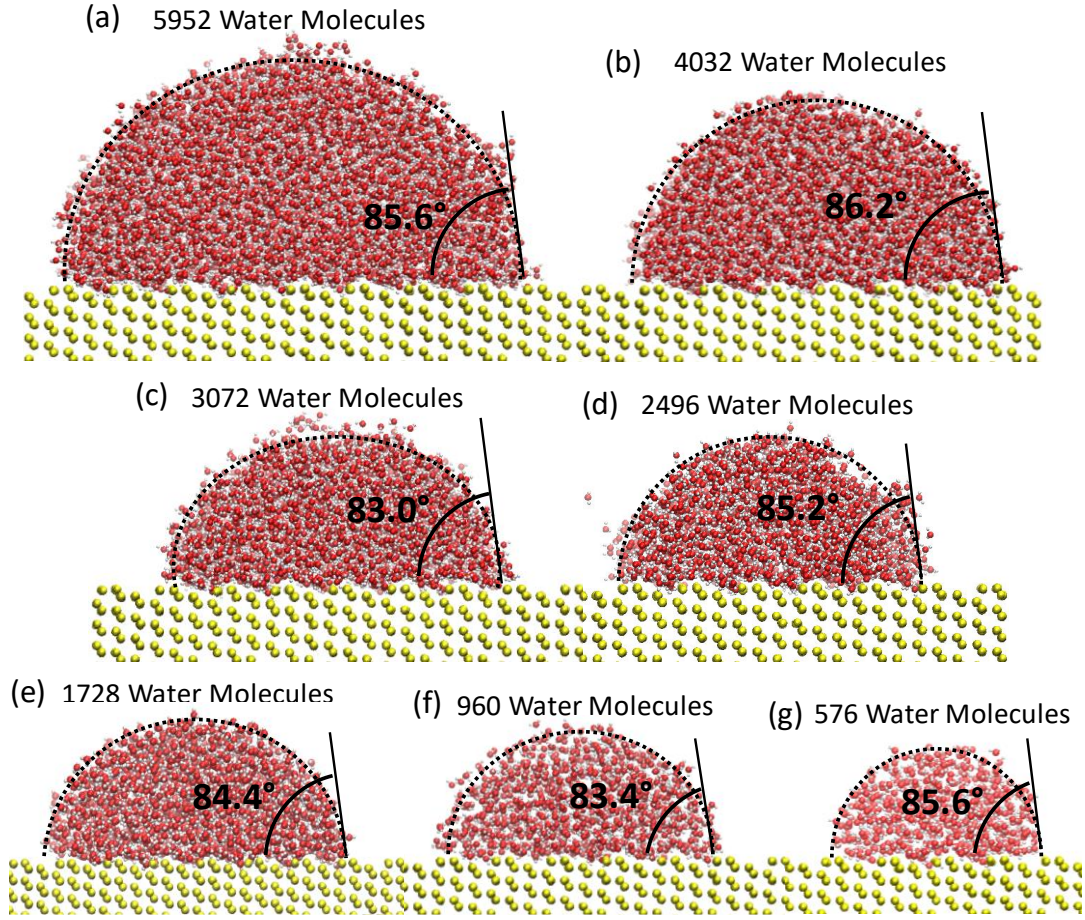 (a) 5952 Water Molecules
(b) 4032 Water Molecules
85.6°
86.2°
(c) 3072 Water Molecules
(d) 2496 Water Molecules
83.0°
85.2°
(e) 1728 Water Molecules
(f) 960 Water Molecules
(g) 576 Water Molecules
84.4°
83.4°
85.6°